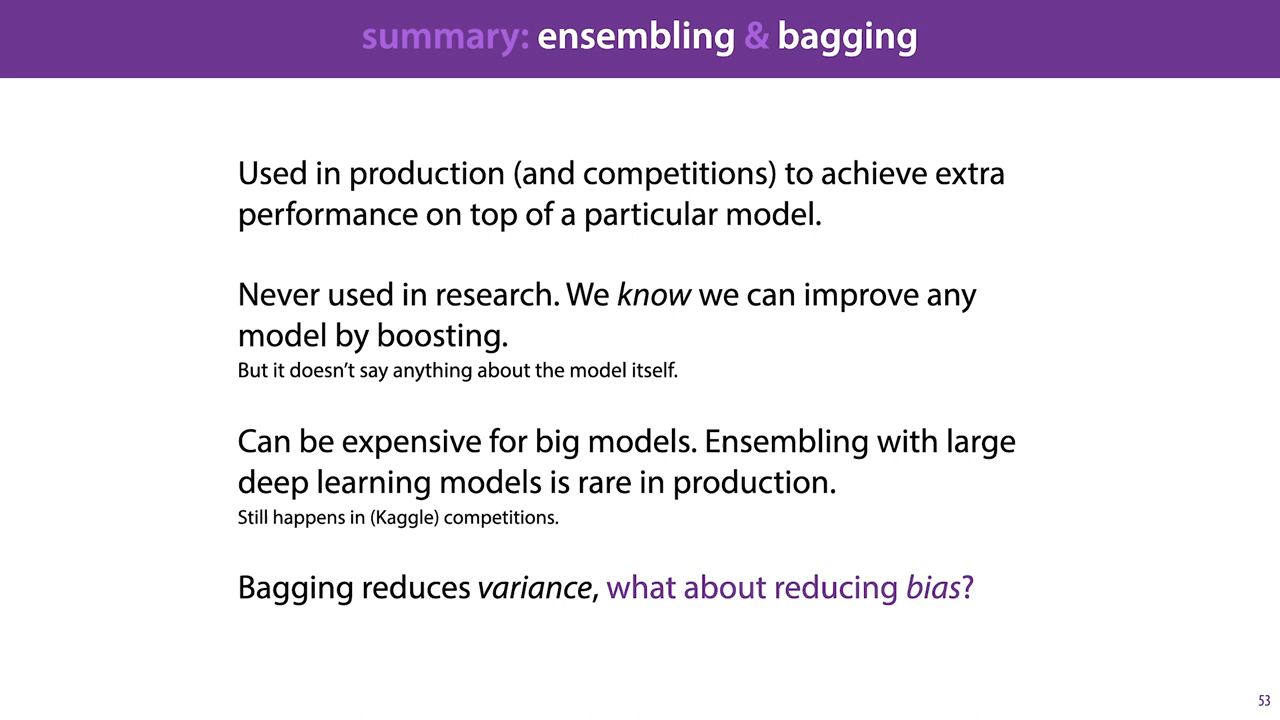 summary: ensembling & bagging
Used in production (and competitions) to achieve extra
performance on top of a particular model.
Never used in research. We know we can improve any
model by boosting.
But it doesn’t say anything about the model itself.
Can be expensive for big models. Ensembling with large
deep learning models is rare in production.
Still happens in (Kaggle) competitions.
Bagging reduces variance, what about reducing bias?
53